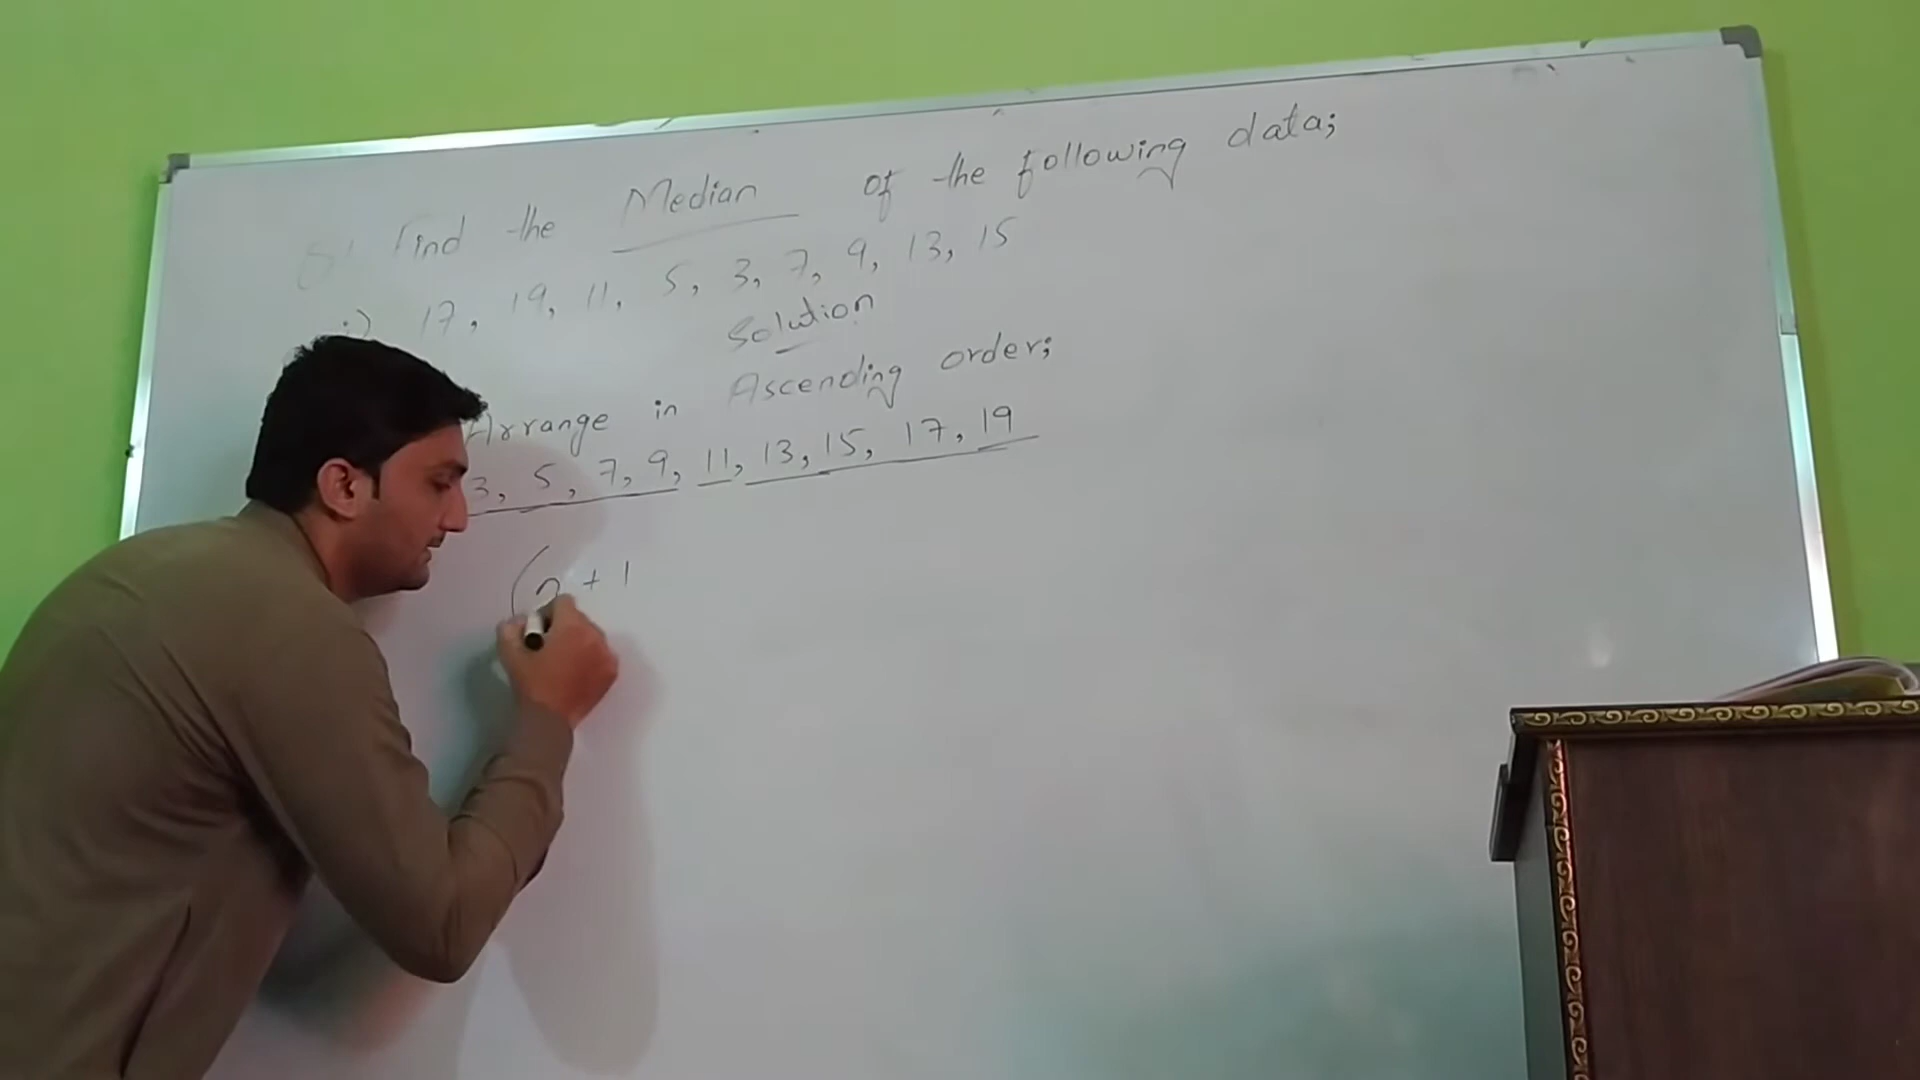 Q1 Find the Median of the following data;
i) 17, 19, 11, 5, 3, 7, 9, 13, 15
Solution
Arrange in Ascending order;
3, 5, 7, 9, 11, 13, 15, 17, 19
(n + 1